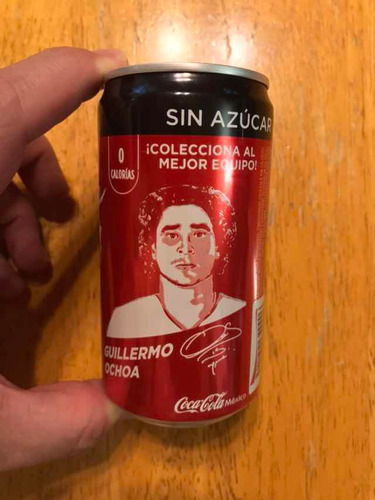 SIN AZÚCAR
0
CALORÍAS
¡COLECCIONA AL
MEJOR EQUIPO!
GUILLERMO
OCHOA
Coca-Cola México